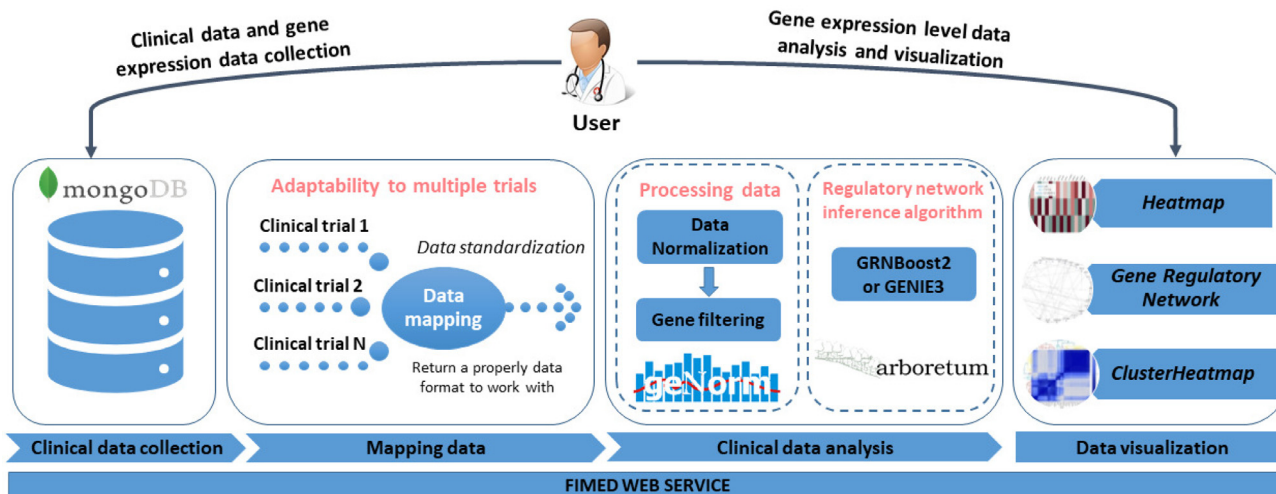 Clinical data and gene
expression data collection
Gene expression level data
analysis and visualization
User
mongoDB
Adaptability to multiple trials
Clinical trial 1
Data standardization
Clinical trial 2
Data
mapping
Clinical trial N
Return a properly data
format to work with
Processing data
Data
Normalization
Gene filtering
geNorm
Regulatory network
inference algorithm
GRNBoost2
or GENIE3
arboretum
Heatmap
Gene Regulatory
Network
ClusterHeatmap
Clinical data collection
Mapping data
Clinical data analysis
Data visualization
FIMED WEB SERVICE